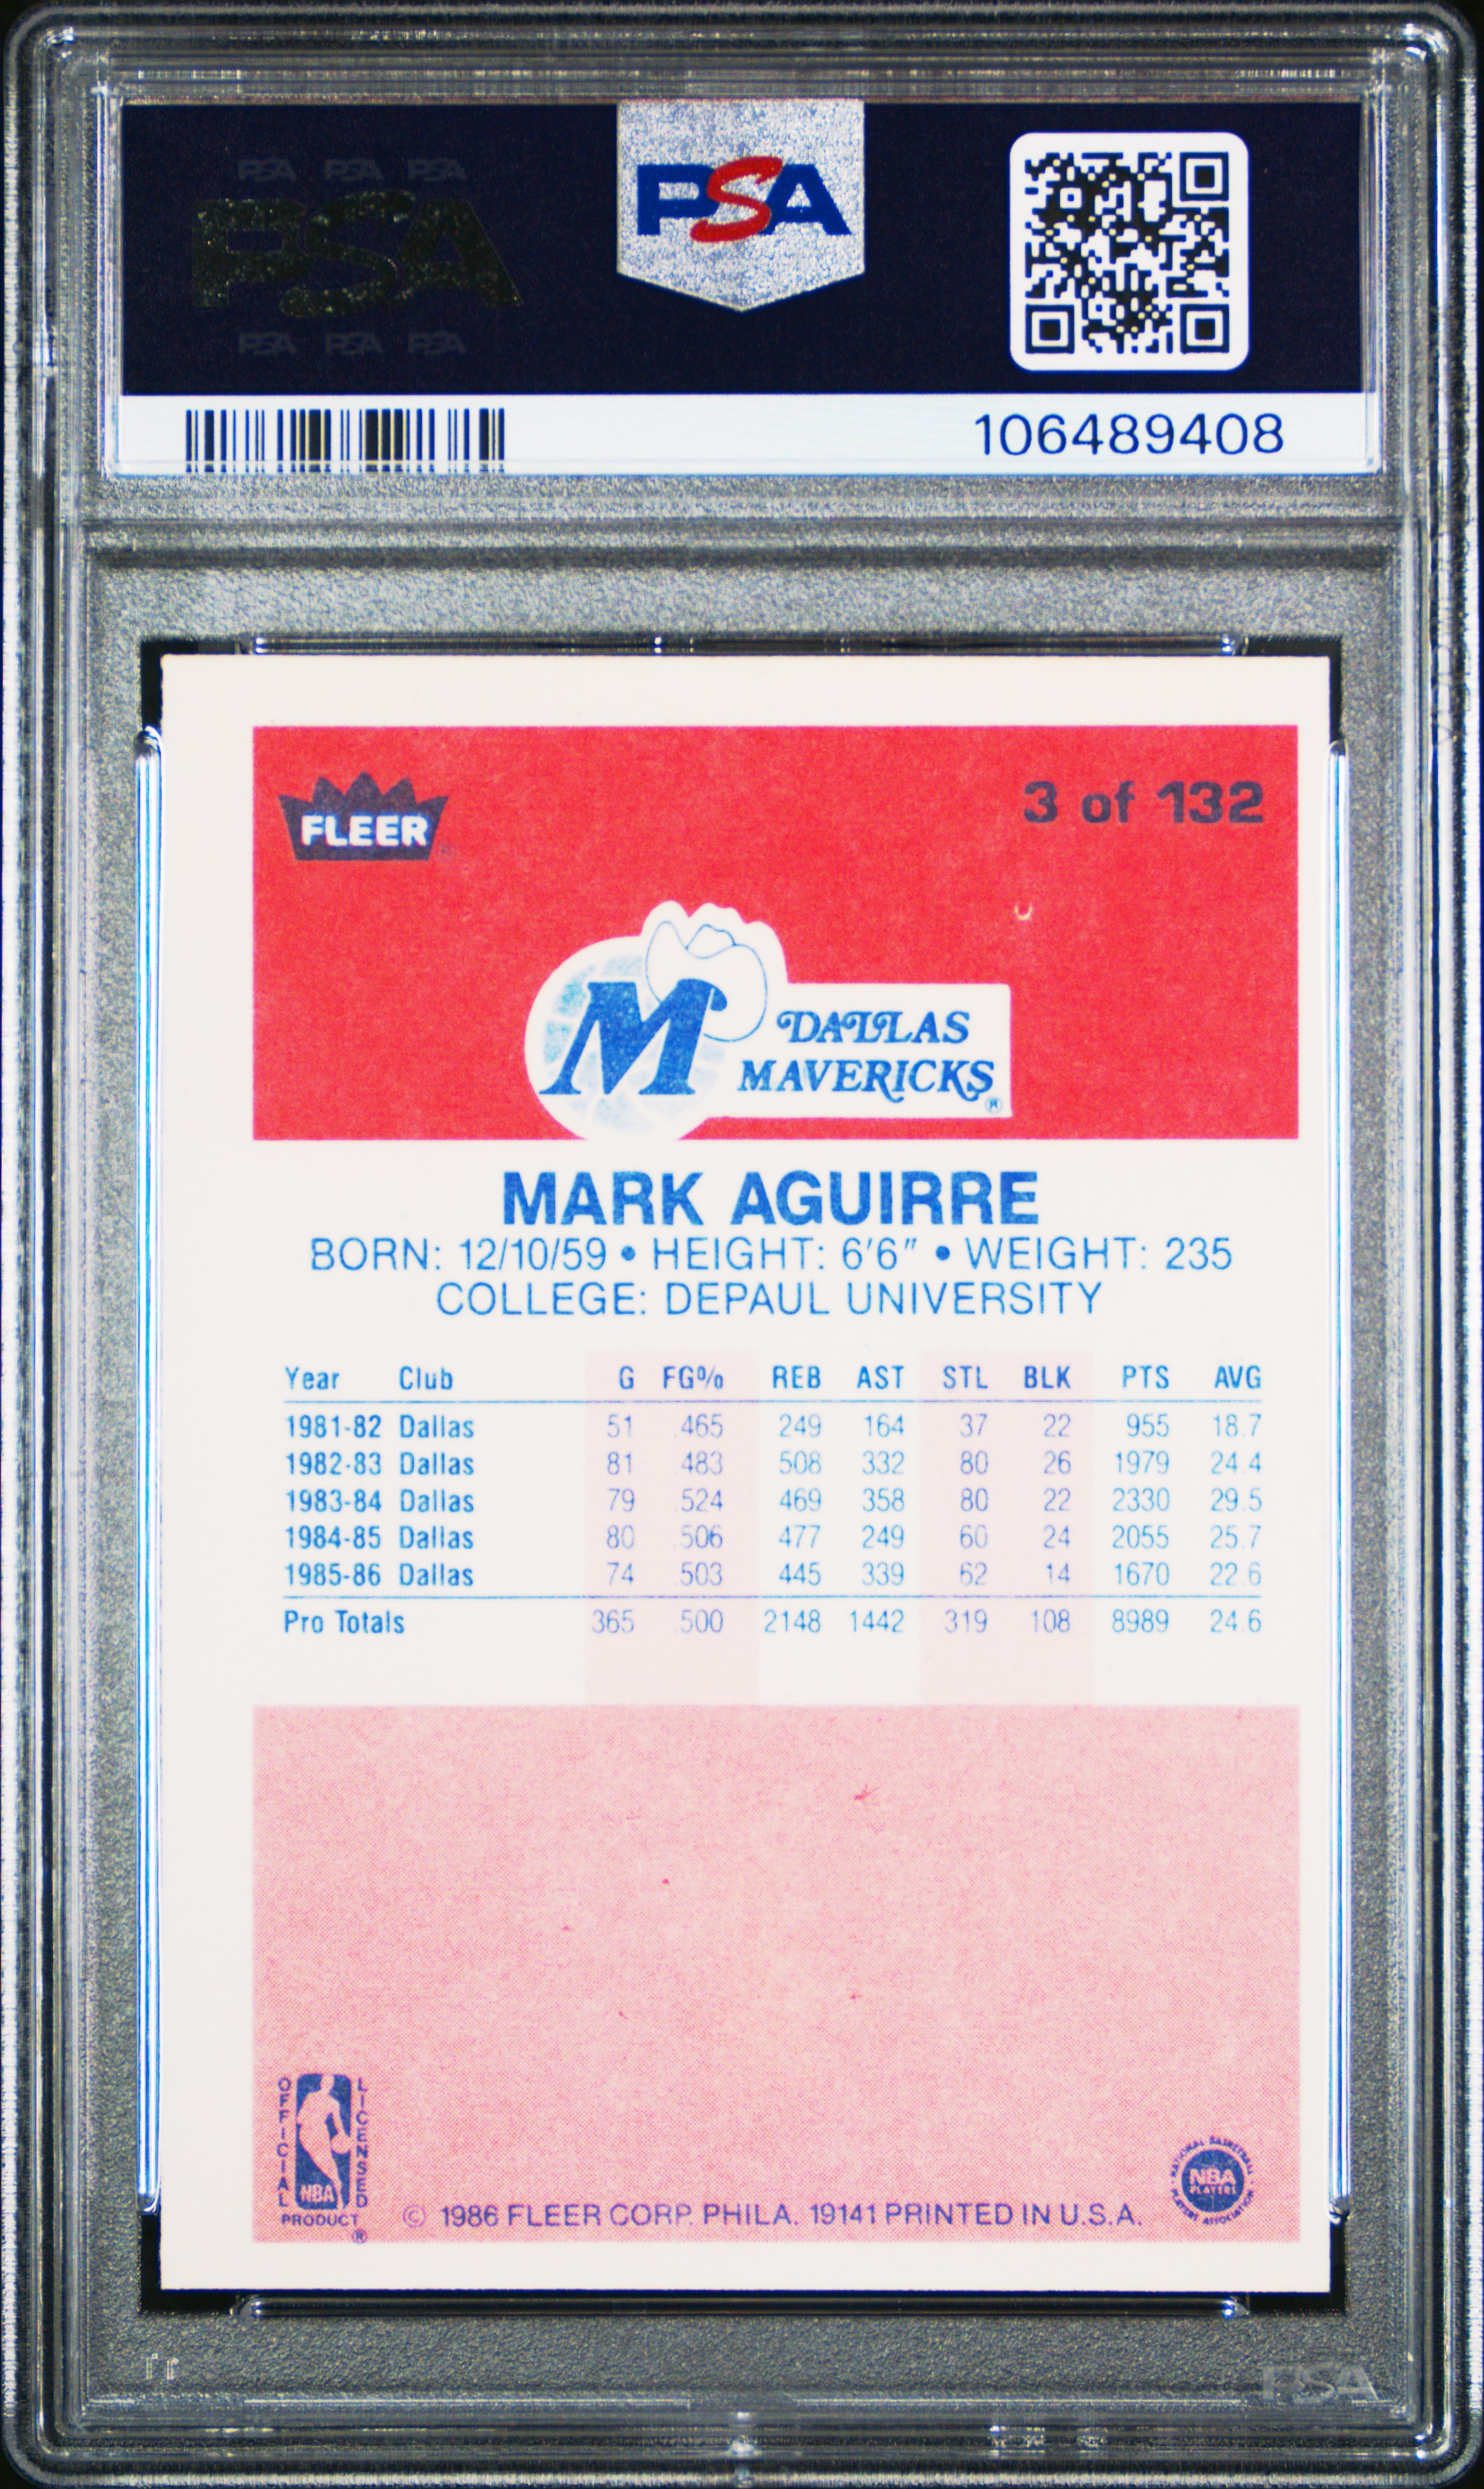 PSA PSA PSA
PSA
PSA PSA PSA
PSA
106489408
FLEER
3 of 132
M DALLAS
MAVERICKS ®
MARK AGUIRRE
BORN: 12/10/59 • HEIGHT: 6'6" • WEIGHT: 235
COLLEGE: DEPAUL UNIVERSITY
Year Club G FG% REB AST STL BLK PTS AVG
1981-82 Dallas 51 .465 249 164 37 22 955 18.7
1982-83 Dallas 81 .483 508 332 80 26 1979 24.4
1983-84 Dallas 79 .524 469 358 80 22 2330 29.5
1984-85 Dallas 80 .506 477 249 60 24 2055 25.7
1985-86 Dallas 74 .503 445 339 62 14 1670 22.6
Pro Totals 365 .500 2148 1442 319 108 8989 24.6
OFFICIAL LICENSED
NBA
PRODUCT ®
© 1986 FLEER CORP. PHILA. 19141 PRINTED IN U.S.A.
NATIONAL BASKETBALL
NBA
PLAYERS
PLAYERS ASSOCIATION
PSA